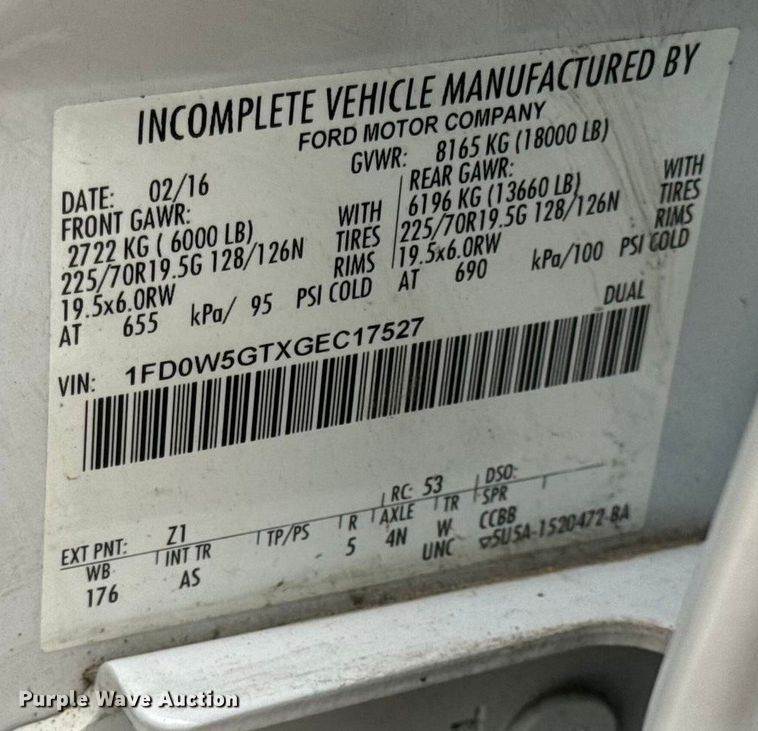 INCOMPLETE VEHICLE MANUFACTURED BY
FORD MOTOR COMPANY
DATE: 02/16 GVWR: 8165 KG (18000 LB)
FRONT GAWR: REAR GAWR:
2722 KG ( 6000 LB) WITH 6196 KG (13660 LB) WITH
225/70R19.5G 128/126N TIRES 225/70R19.5G 128/126N TIRES
19.5x6.0RW RIMS 19.5x6.0RW RIMS
AT 655 kPa/ 95 PSI COLD AT 690 kPa/100 PSI COLD
DUAL
VIN: 1FD0W5GTXGEC17527
EXT PNT: Z1 RC: 53 DSO:
WB INT TR TP/PS R AXLE TR SPR
176 AS 5 4N W CCBB
UNC ▽5U5A-1520472-BA
Purple Wave Auction